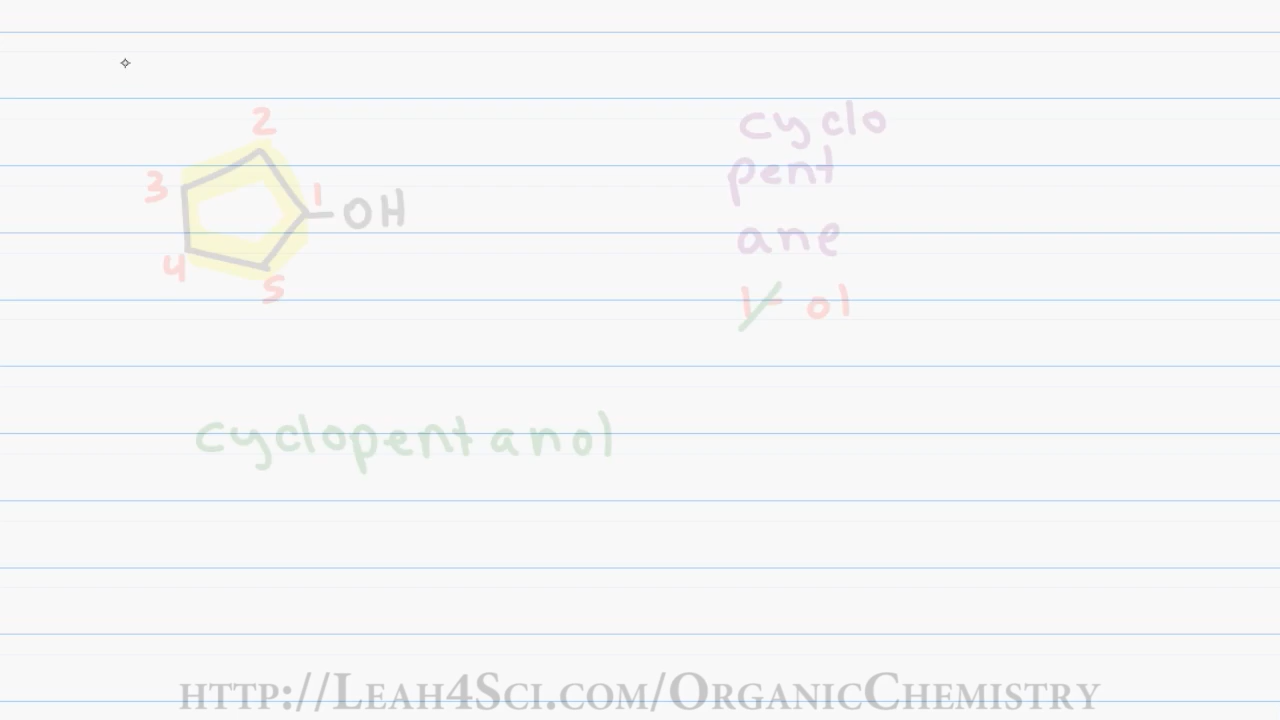 2
3
1
OH
4
5
cyclo
pent
ane
1- ol
cyclopentanol
http://Leah4Sci.com/OrganicChemistry